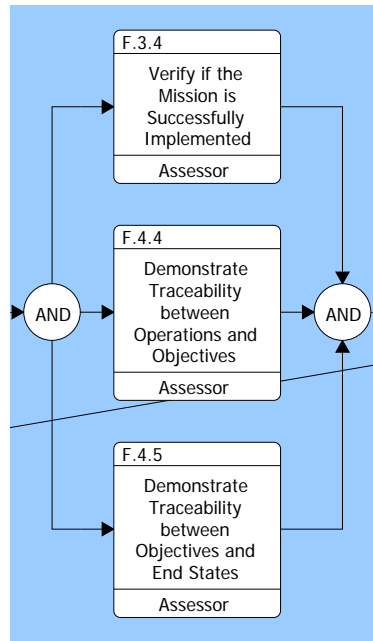 F.3.4
Verify if the
Mission is
Successfully
Implemented
Assessor
F.4.4
AND
Demonstrate
Traceability
between
Operations and
Objectives
AND
Assessor
F.4.5
Demonstrate
Traceability
between
Objectives and
End States
Assessor